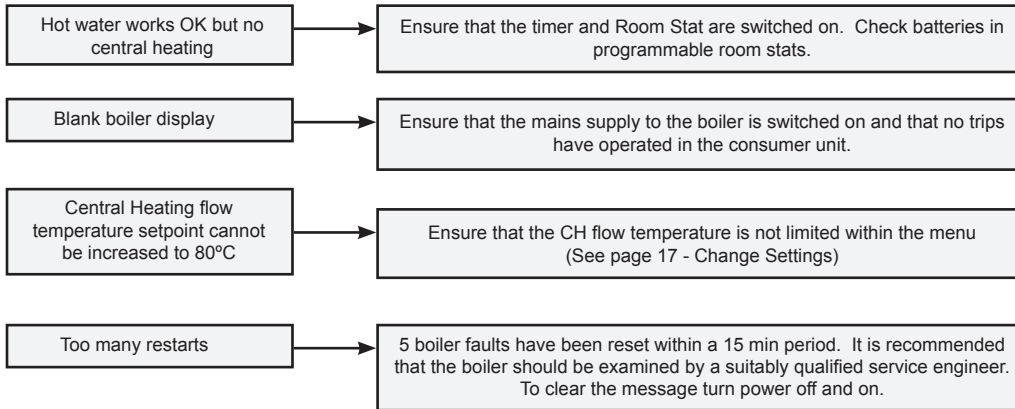 Hot water works OK but no
central heating
Ensure that the timer and Room Stat are switched on.  Check batteries in
programmable room stats.
Blank boiler display
Ensure that the mains supply to the boiler is switched on and that no trips
have operated in the consumer unit.
Central Heating flow
temperature setpoint cannot
be increased to 80ºC
Ensure that the CH flow temperature is not limited within the menu
(See page 17 - Change Settings)
Too many restarts
5 boiler faults have been reset within a 15 min period.  It is recommended
that the boiler should be examined by a suitably qualified service engineer.
To clear the message turn power off and on.